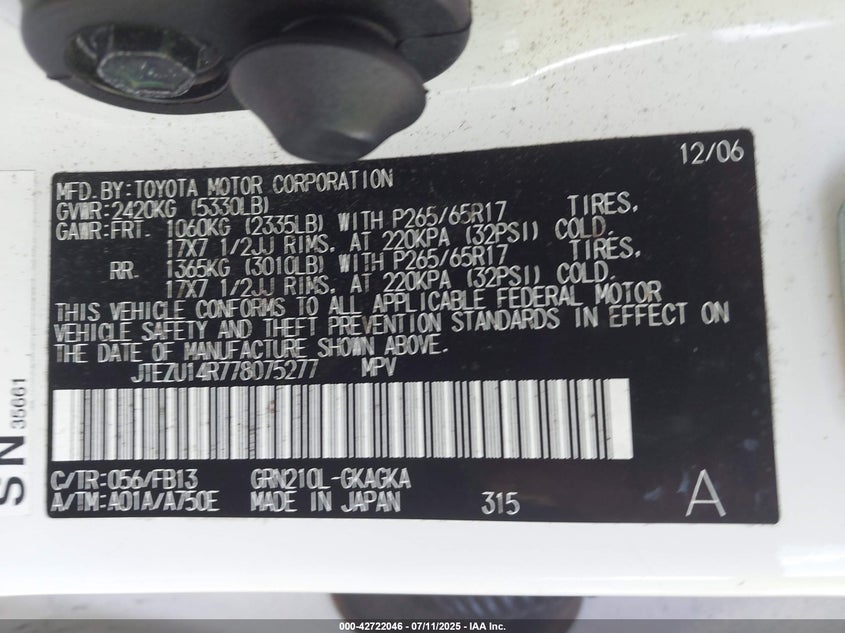 12/06
MFD.BY:TOYOTA MOTOR CORPORATION
GVWR:2420KG (5330LB)
GAWR:FRT. 1060KG (2335LB) WITH P265/65R17 TIRES,
17X7 1/2JJ RIMS, AT 220KPA (32PSI) COLD.
RR. 1365KG (3010LB) WITH P265/65R17 TIRES,
17X7 1/2JJ RIMS, AT 220KPA (32PSI) COLD.
THIS VEHICLE CONFORMS TO ALL APPLICABLE FEDERAL MOTOR
VEHICLE SAFETY AND THEFT PREVENTION STANDARDS IN EFFECT ON
THE DATE OF MANUFACTURE SHOWN ABOVE.
JTEZU14R778075277 MPV
C/TR:056/FB13 GRN210L-GKAGKA
A/TM:A01A/A750E MADE IN JAPAN 315 A
SN 35661
000-42722046 - 07/11/2025 - IAA Inc.